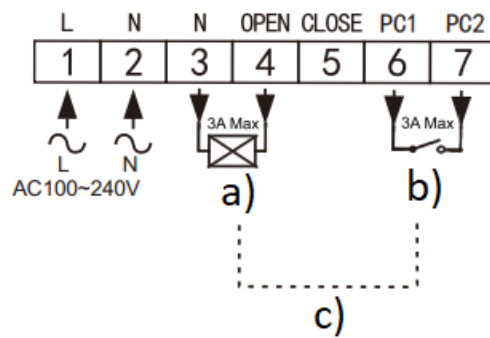 L N N OPEN CLOSE PC1 PC2
1 2 3 4 5 6 7
3A Max 3A Max
L N
AC100~240V
a) b)
c)